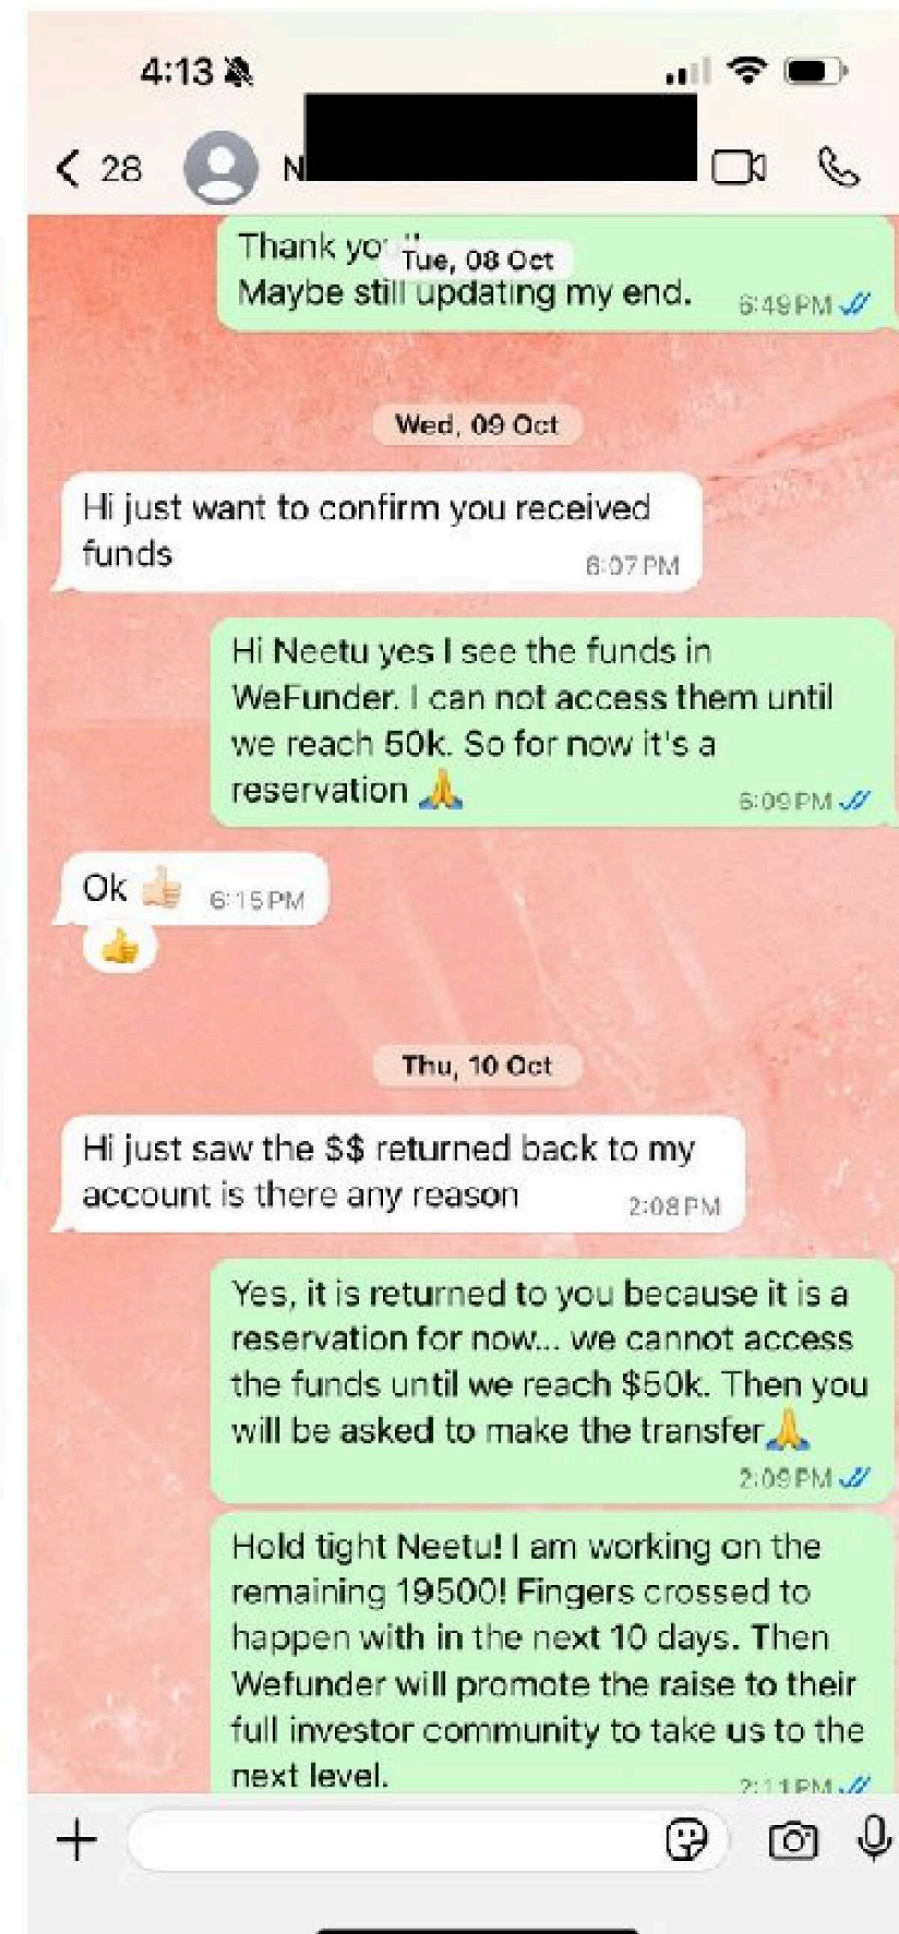 4:13
28
N
Thank yo
Tue, 08 Oct
Maybe still updating my end.
6:49 PM
Wed, 09 Oct
Hi just want to confirm you received
funds
6:07 PM
Hi Neetu yes I see the funds in
WeFunder. I can not access them until
we reach 50k. So for now it's a
reservation 🙏
6:09 PM
Ok 👍🏻 6:15 PM
👍
Thu, 10 Oct
Hi just saw the $$ returned back to my
account is there any reason
2:08 PM
Yes, it is returned to you because it is a
reservation for now... we cannot access
the funds until we reach $50k. Then you
will be asked to make the transfer🙏
2:09 PM
Hold tight Neetu! I am working on the
remaining 19500! Fingers crossed to
happen with in the next 10 days. Then
Wefunder will promote the raise to their
full investor community to take us to the
next level.
2:11 PM